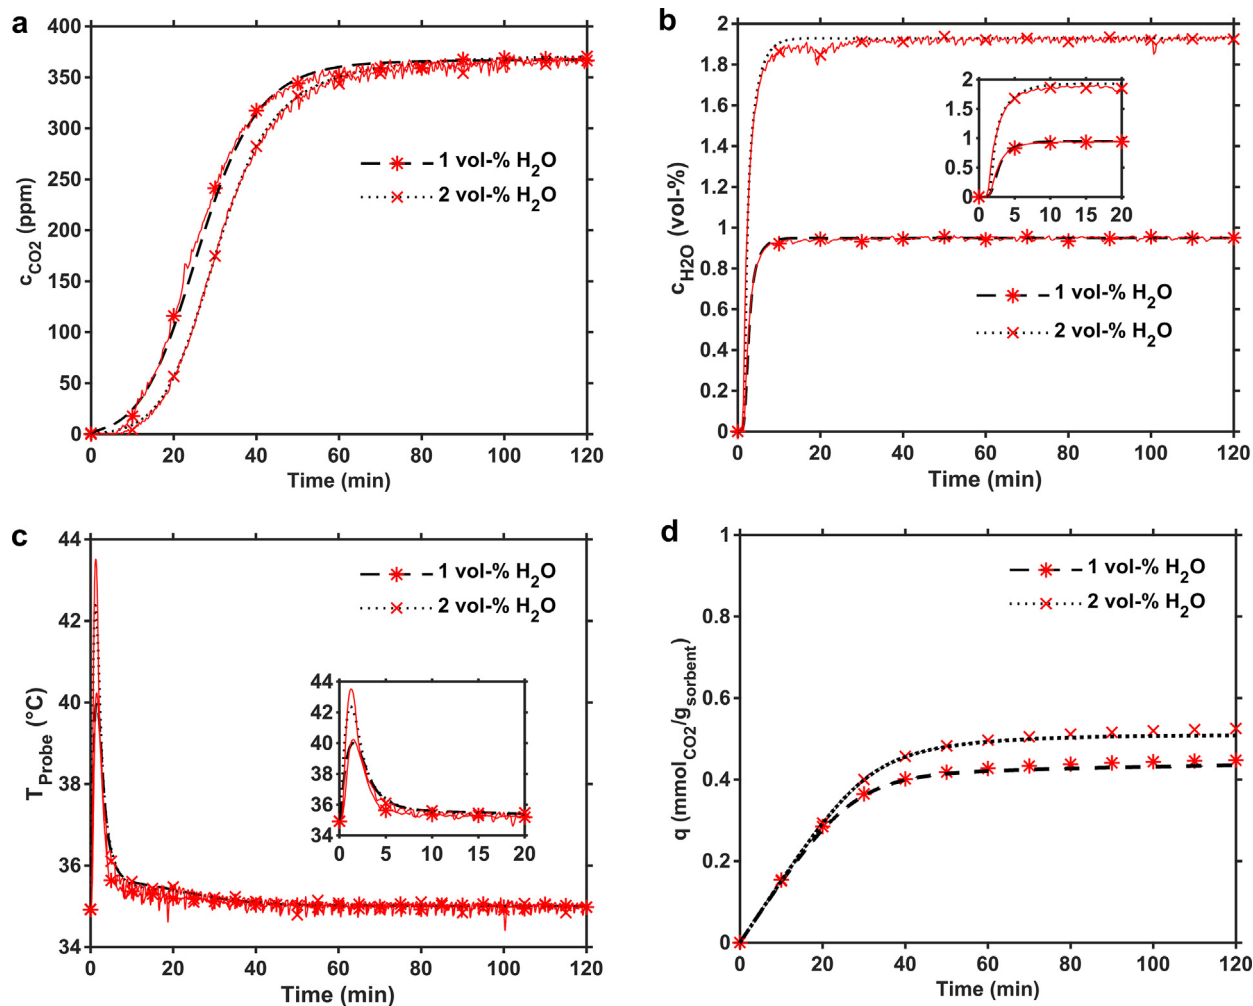 a
c_CO2 (ppm)
400
350
300
250
200
150
100
50
0
1 vol-% H2O
2 vol-% H2O
0 20 40 60 80 100 120
Time (min)
b
c_H2O (vol-%)
2
1.8
1.6
1.4
1.2
1
0.8
0.6
0.4
0.2
0
2
1.5
1
0.5
0
0 5 10 15 20
1 vol-% H2O
2 vol-% H2O
0 20 40 60 80 100 120
Time (min)
c
T_Probe (°C)
44
42
40
38
36
34
1 vol-% H2O
2 vol-% H2O
44
42
40
38
36
34
0 5 10 15 20
0 20 40 60 80 100 120
Time (min)
d
q (mmol_CO2/g_sorbent)
1
0.8
0.6
0.4
0.2
0
1 vol-% H2O
2 vol-% H2O
0 20 40 60 80 100 120
Time (min)